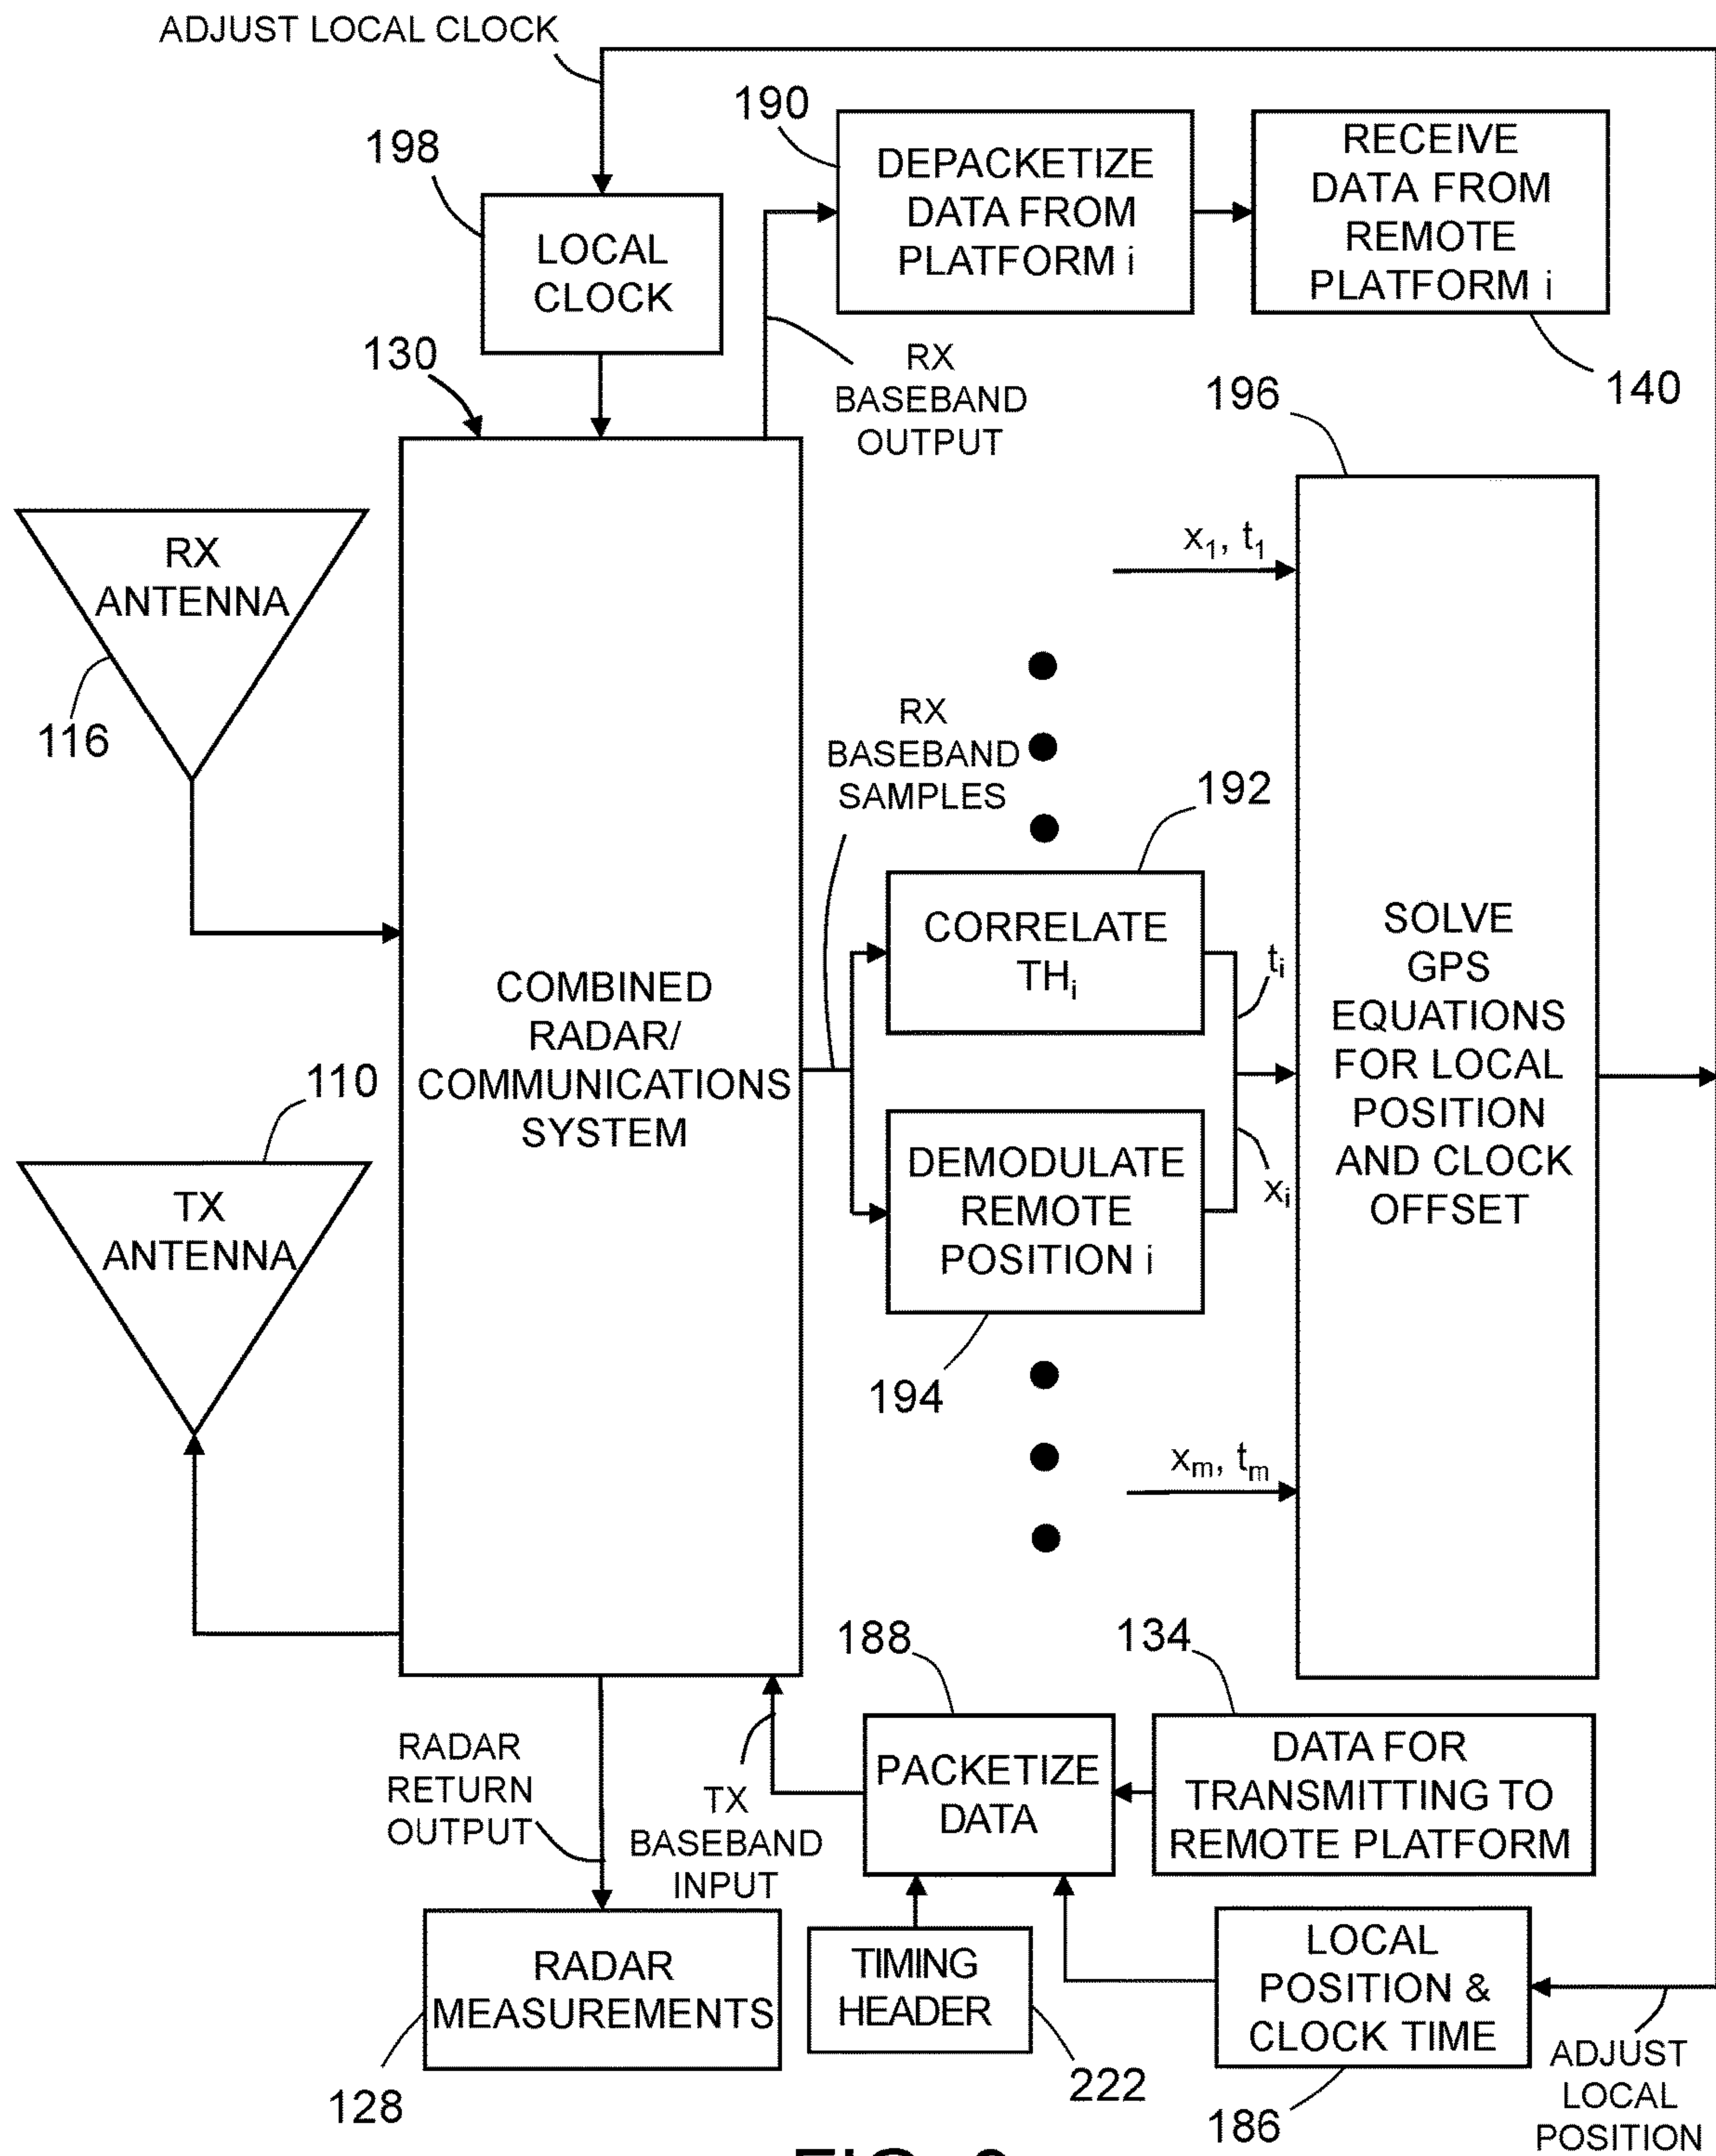 ADJUST LOCAL CLOCK
190
198
DEPACKETIZE
DATA FROM
PLATFORM i
RECEIVE
DATA FROM
REMOTE
PLATFORM i
LOCAL
CLOCK
130
RX
BASEBAND
OUTPUT
196
140
RX
ANTENNA
116
x₁, t₁
RX
BASEBAND
SAMPLES
192
COMBINED
RADAR/
COMMUNICATIONS
SYSTEM
CORRELATE
THᵢ
tᵢ
SOLVE
GPS
EQUATIONS
FOR LOCAL
POSITION
AND CLOCK
OFFSET
110
TX
ANTENNA
DEMODULATE
REMOTE
POSITION i
xᵢ
194
xₘ, tₘ
188
134
RADAR
RETURN
OUTPUT
TX
BASEBAND
INPUT
PACKETIZE
DATA
DATA FOR
TRANSMITTING TO
REMOTE PLATFORM
RADAR
MEASUREMENTS
TIMING
HEADER
LOCAL
POSITION &
CLOCK TIME
128
222
186
ADJUST
LOCAL
POSITION